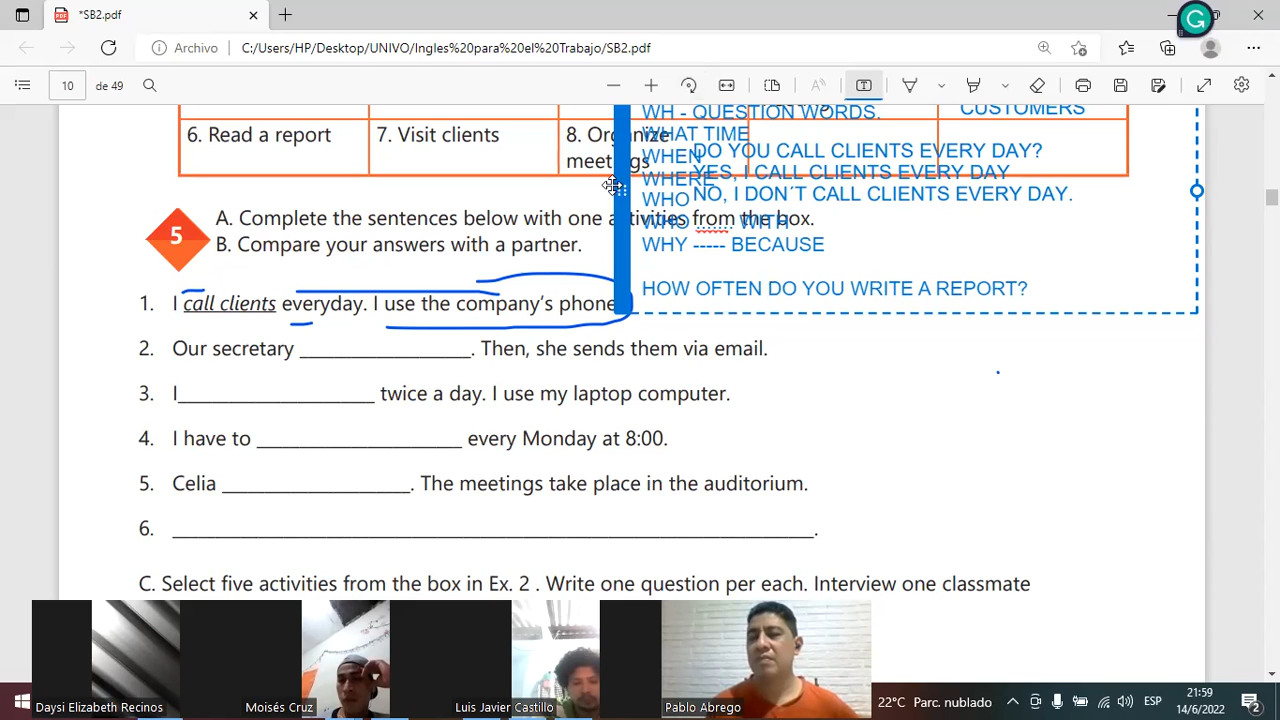 *SB2.pdf
Archivo C:/Users/HP/Desktop/UNIVO/Ingles%20para%20el%20Trabajo/SB2.pdf
10 de 49
WH - QUESTION WORDS.
CUSTOMERS
6. Read a report 7. Visit clients 8. Organize
meetings
WHAT TIME
WHEN
WHERE
WHO
WHO ....... WITH
WHY ----- BECAUSE
HOW OFTEN DO YOU WRITE A REPORT?
DO YOU CALL CLIENTS EVERY DAY?
YES, I CALL CLIENTS EVERY DAY
NO, I DON´T CALL CLIENTS EVERY DAY.
5
A. Complete the sentences below with one activities from the box.
B. Compare your answers with a partner.
1. I call clients everyday. I use the company’s phone
2. Our secretary __________________. Then, she sends them via email.
3. I_____________________ twice a day. I use my laptop computer.
4. I have to ______________________ every Monday at 8:00.
5. Celia ____________________. The meetings take place in the auditorium.
6. ____________________________________________________________________.
C. Select five activities from the box in Ex. 2 . Write one question per each. Interview one classmate
Daysi Elizabeth Recinos
Moisés Cruz
Luis Javier Castillo
Pablo Abrego
22°C Parc. nublado
ESP
21:59
14/6/2022
2